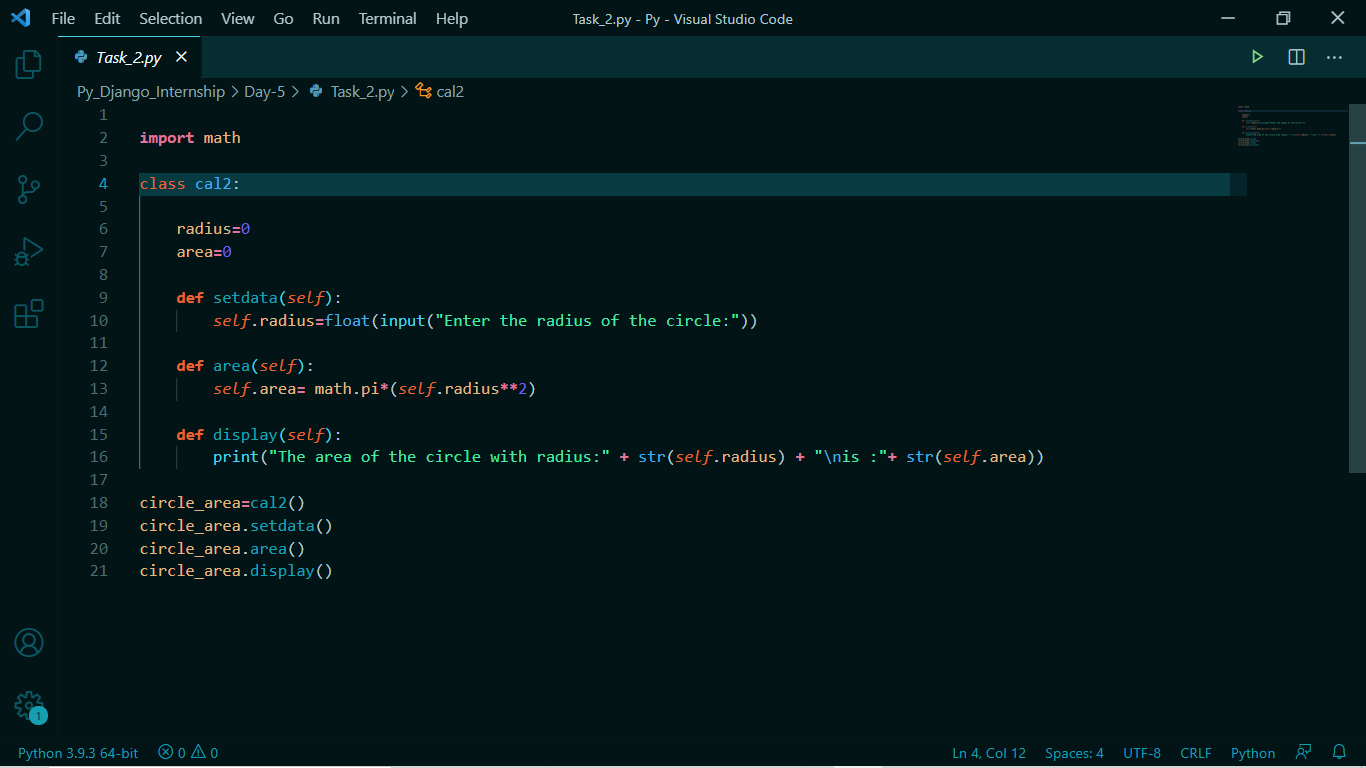 File Edit Selection View Go Run Terminal Help Task_2.py - Py - Visual Studio Code
Task_2.py
Py_Django_Internship > Day-5 > Task_2.py > cal2
1
2 import math
3
4 class cal2:
5
6     radius=0
7     area=0
8
9     def setdata(self):
10         self.radius=float(input("Enter the radius of the circle:"))
11
12     def area(self):
13         self.area= math.pi*(self.radius**2)
14
15     def display(self):
16         print("The area of the circle with radius:" + str(self.radius) + "\nis :"+ str(self.area))
17
18 circle_area=cal2()
19 circle_area.setdata()
20 circle_area.area()
21 circle_area.display()
1
Python 3.9.3 64-bit 0 0 Ln 4, Col 12 Spaces: 4 UTF-8 CRLF Python